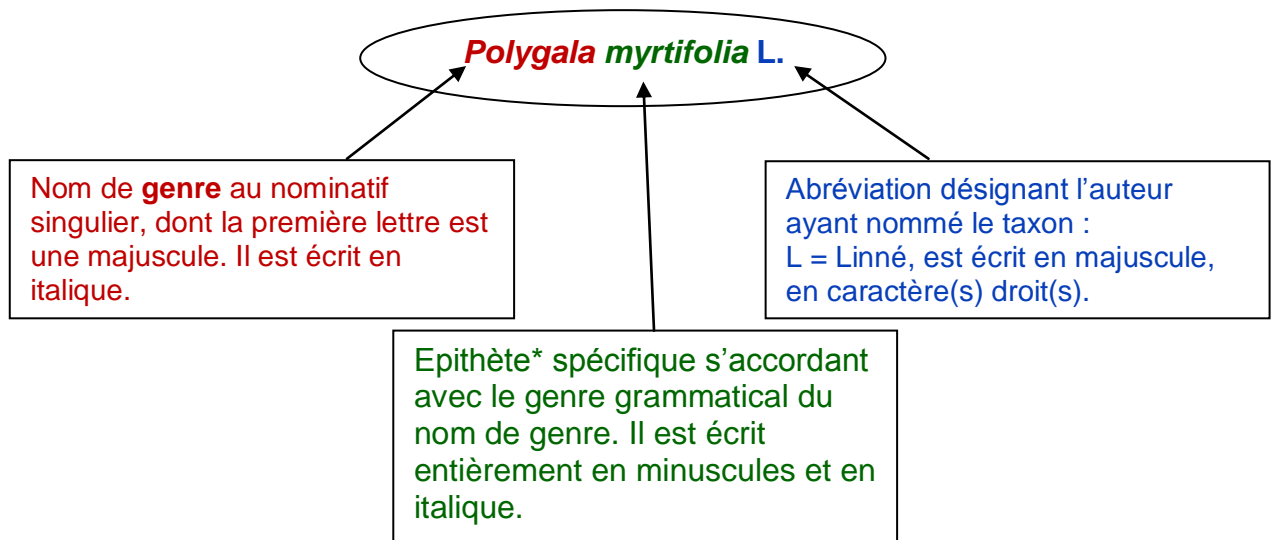 Polygala myrtifolia L.
Nom de genre au nominatif
singulier, dont la première lettre est
une majuscule. Il est écrit en
italique.
Abréviation désignant l'auteur
ayant nommé le taxon :
L = Linné, est écrit en majuscule,
en caractère(s) droit(s).
Epithète* spécifique s'accordant
avec le genre grammatical du
nom de genre. Il est écrit
entièrement en minuscules et en
italique.